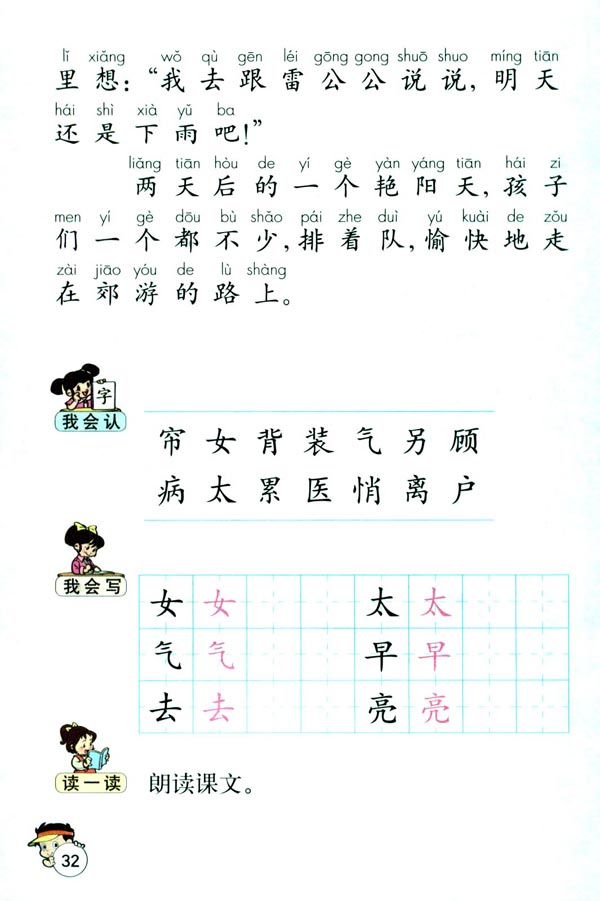 lǐ xiǎng wǒ qù gēn léi gōng gong shuō shuo míng tiān
里想：“我去跟雷公公说说，明天
hái shì xià yǔ ba
还是下雨吧！”
liǎng tiān hòu de yí gè yàn yáng tiān hái zi
两天后的一个艳阳天，孩子
men yí gè dōu bù shǎo pái zhe duì yú kuài de zǒu
们一个都不少，排着队，愉快地走
zài jiāo yóu de lù shàng
在郊游的路上。
字
我会认
帘女背装气另顾
病太累医悄离户
我会写
女女 太太
气气 早早
去去 亮亮
读一读 朗读课文。
32